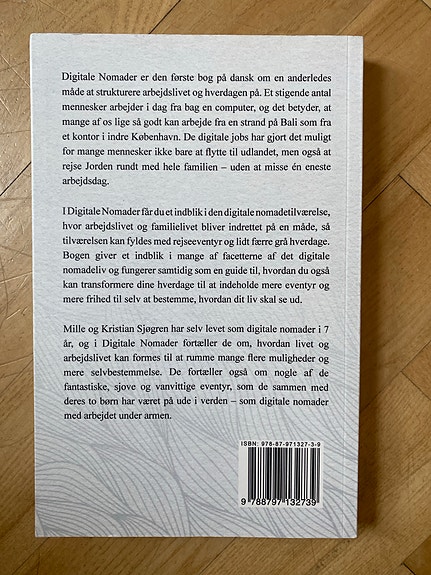 Digitale Nomader er den første bog på dansk om en anderledes
måde at strukturere arbejdslivet og hverdagen på. Et stigende antal
mennesker arbejder i dag fra bag en computer, og det betyder, at
mange af os lige så godt kan arbejde fra en strand på Bali som fra
et kontor i indre København. De digitale jobs har gjort det muligt
for mange mennesker ikke bare at flytte til udlandet, men også at
rejse Jorden rundt med hele familien – uden at misse én eneste
arbejdsdag.
I Digitale Nomader får du et indblik i den digitale nomadetilværelse,
hvor arbejdslivet og familielivet bliver indrettet på en måde, så
tilværelsen kan fyldes med rejseeventyr og lidt færre grå hverdage.
Bogen giver et indblik i mange af facetterne af det digitale
nomadeliv og fungerer samtidig som en guide til, hvordan du også
kan transformere dine hverdage til at indeholde mere eventyr og
mere frihed til selv at bestemme, hvordan dit liv skal se ud.
Mille og Kristian Sjøgren har selv levet som digitale nomader i 7
år, og i Digitale Nomader fortæller de om, hvordan livet og
arbejdslivet kan formes til at rumme mange flere muligheder og
mere selvbestemmelse. De fortæller også om nogle af de
fantastiske, sjove og vanvittige eventyr, som de sammen med
deres to børn har været på ude i verden – som digitale nomader
med arbejdet under armen.
ISBN: 978-87-971327-3-9
9 788797 132739